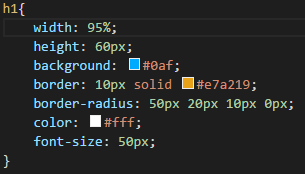 h1{
    width: 95%;
    height: 60px;
    background: #0af;
    border: 10px solid #e7a219;
    border-radius: 50px 20px 10px 0px;
    color: #fff;
    font-size: 50px;
}